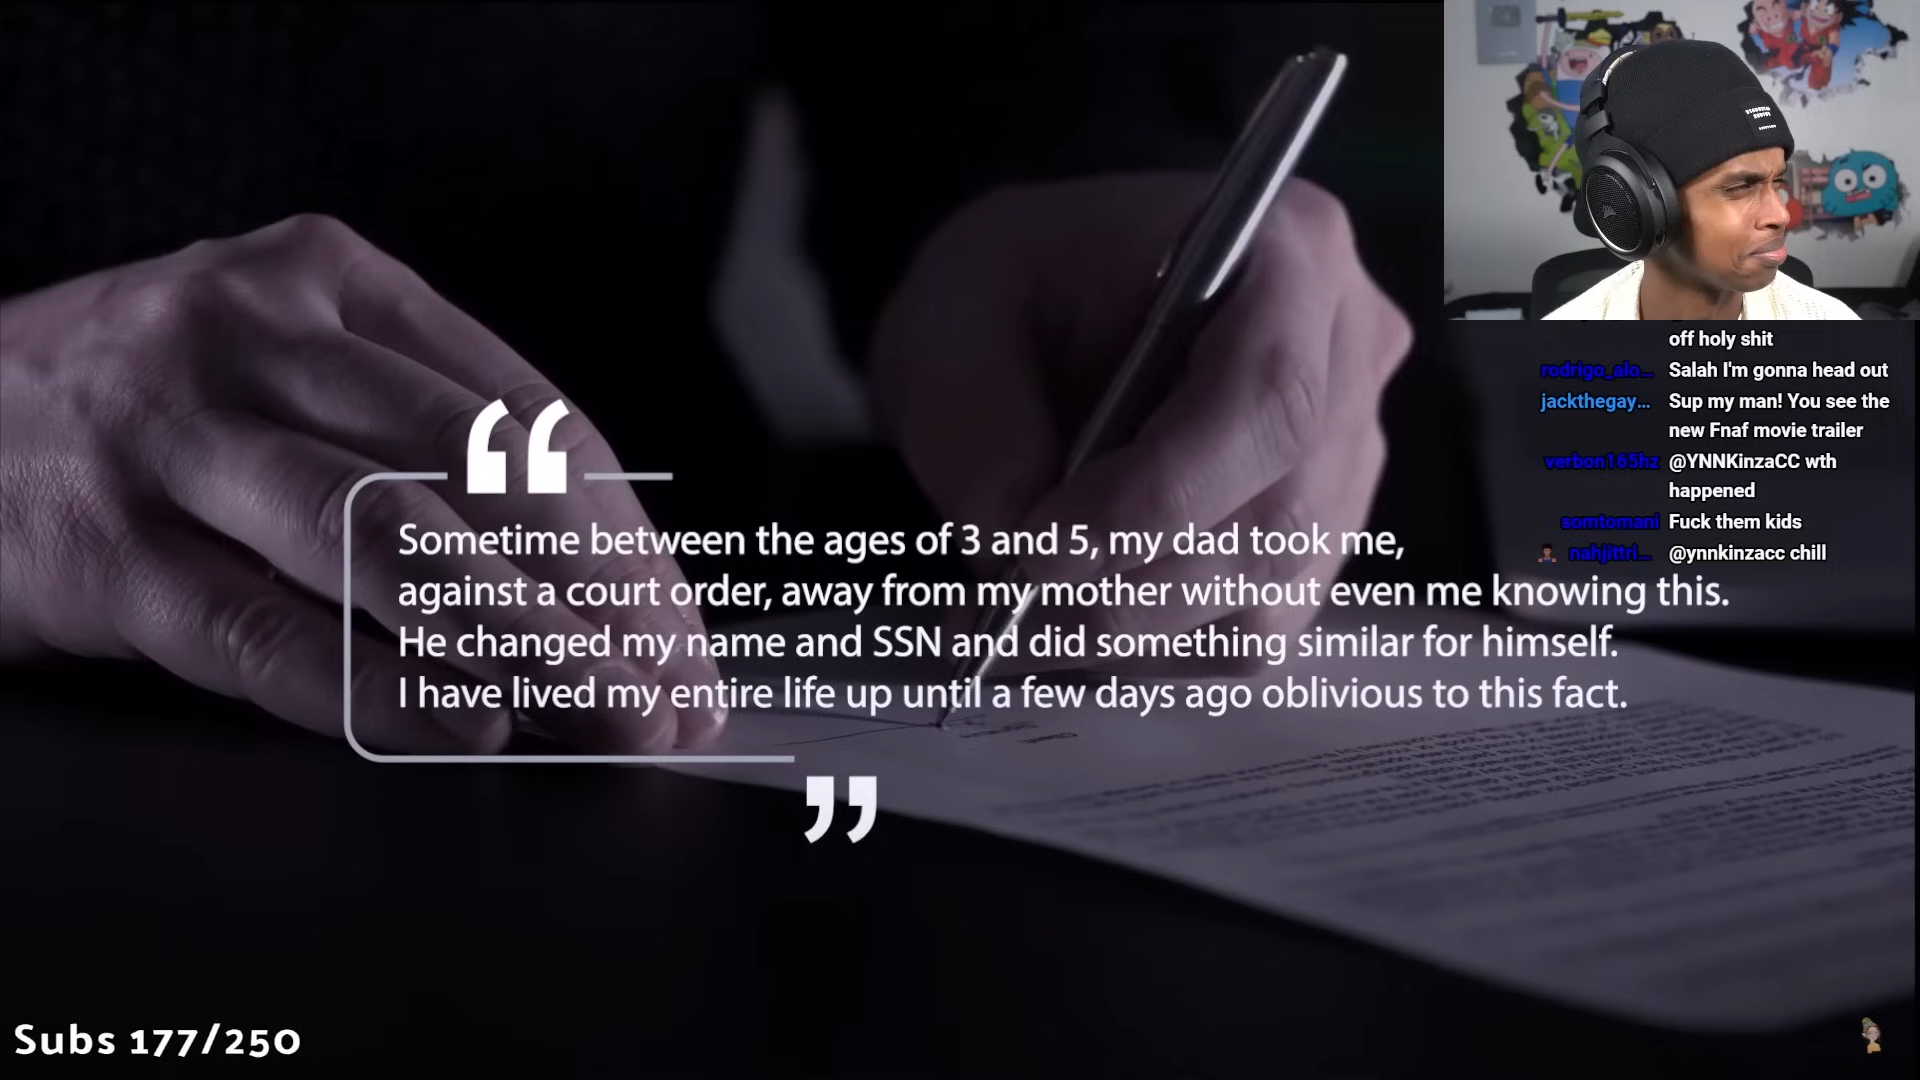 off holy shit
rodrigo_alo... Salah I'm gonna head out
jackthegay... Sup my man! You see the
new Fnaf movie trailer
verbon165hz @YNNKinzaCC wth
happened
somtomani Fuck them kids
nahjittri... @ynnkinzacc chill
“
Sometime between the ages of 3 and 5, my dad took me,
against a court order, away from my mother without even me knowing this.
He changed my name and SSN and did something similar for himself.
I have lived my entire life up until a few days ago oblivious to this fact.
”
Subs 177/250